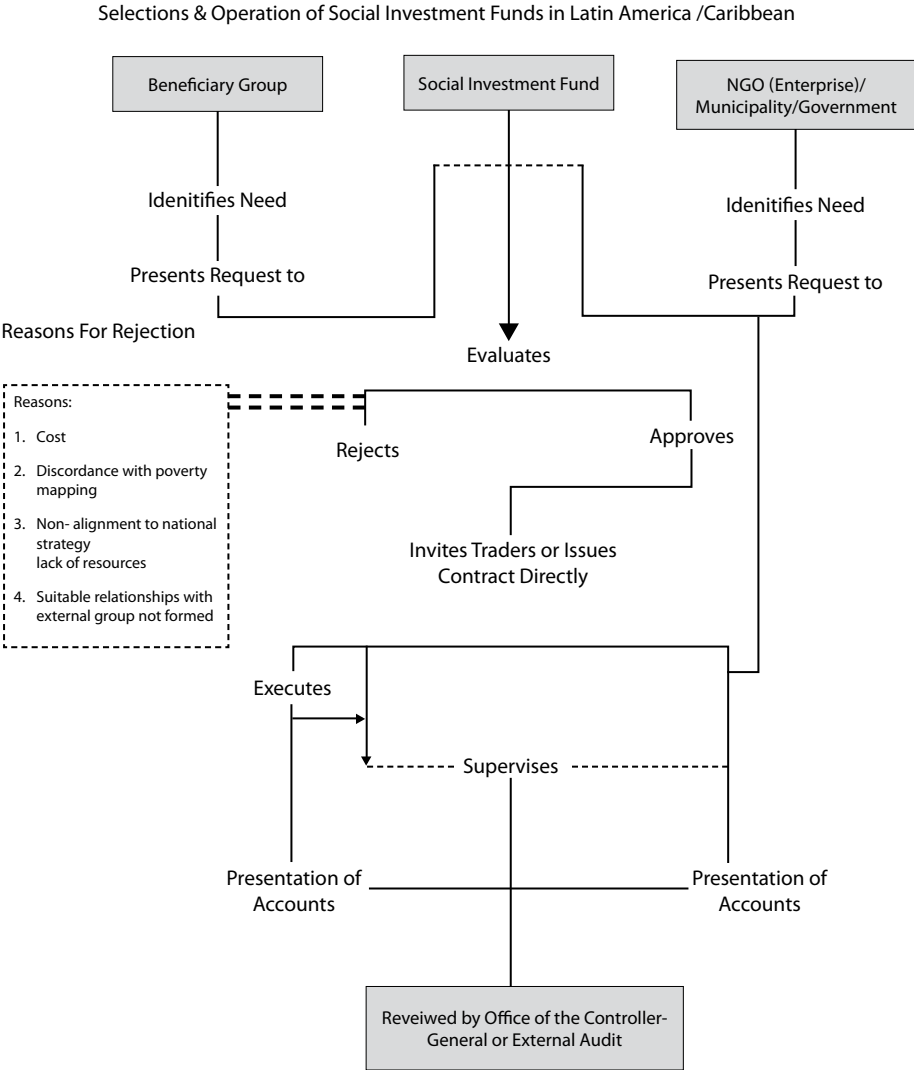 Selections & Operation of Social Investment Funds in Latin America /Caribbean
Beneficiary Group
Social Investment Fund
NGO (Enterprise)/
Municipality/Government
Idenitifies Need
Idenitifies Need
Presents Request to
Presents Request to
Reasons For Rejection
Evaluates
Reasons:
1. Cost
2. Discordance with poverty
mapping
3. Non- alignment to national
strategy
lack of resources
4. Suitable relationships with
external group not formed
Rejects
Approves
Invites Traders or Issues
Contract Directly
Executes
Supervises
Presentation of
Accounts
Presentation of
Accounts
Reveiwed by Office of the Controller-
General or External Audit